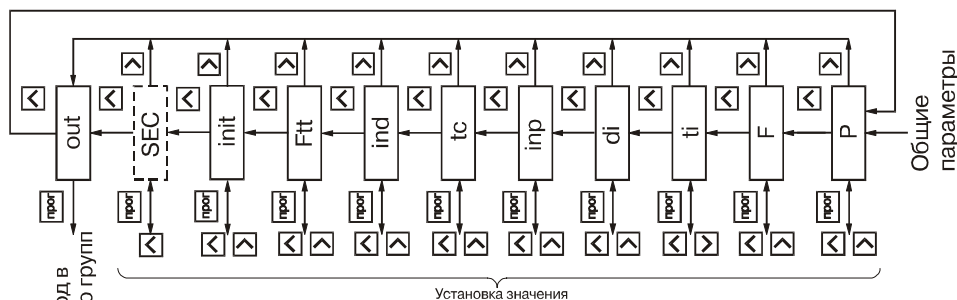 out
SEC
init
Ftt
ind
tc
inp
di
ti
F
P
Общие
параметры
прог
прог
прог
прог
прог
прог
прог
прог
прог
прог
прог
групп
Установка значения